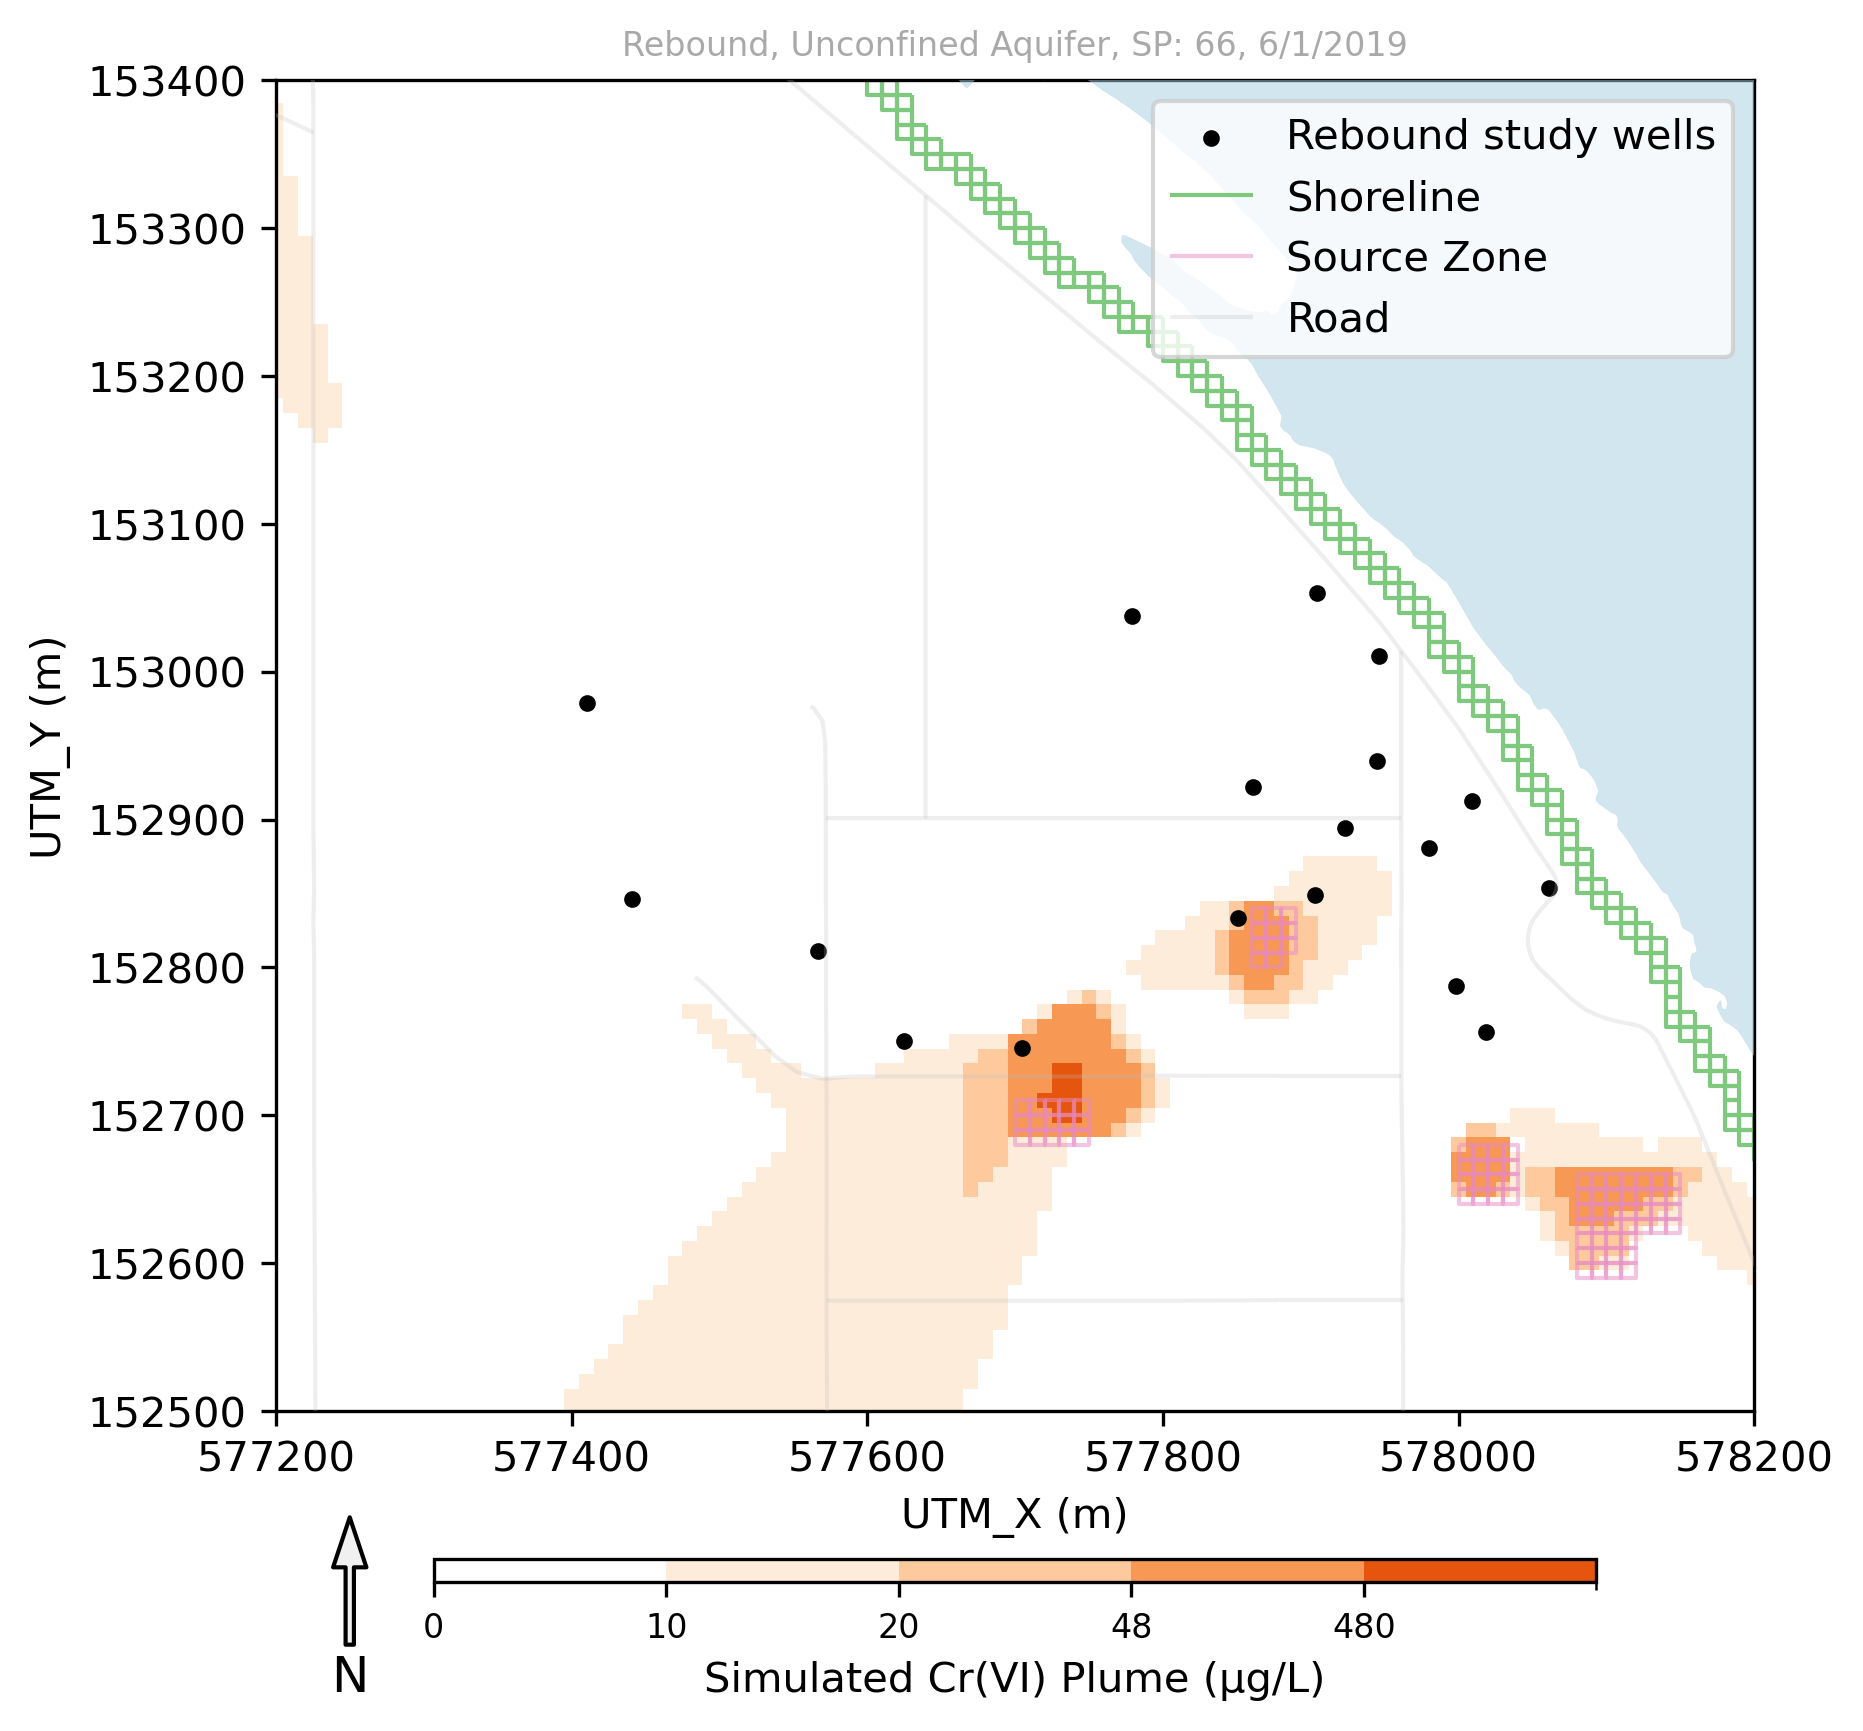 Rebound, Unconfined Aquifer, SP: 66, 6/1/2019
Rebound study wells
Shoreline
Source Zone
Road
153400
153300
153200
153100
153000
152900
152800
152700
152600
152500
UTM_Y (m)
577200 577400 577600 577800 578000 578200
UTM_X (m)
N
0 10 20 48 480
Simulated Cr(VI) Plume (μg/L)